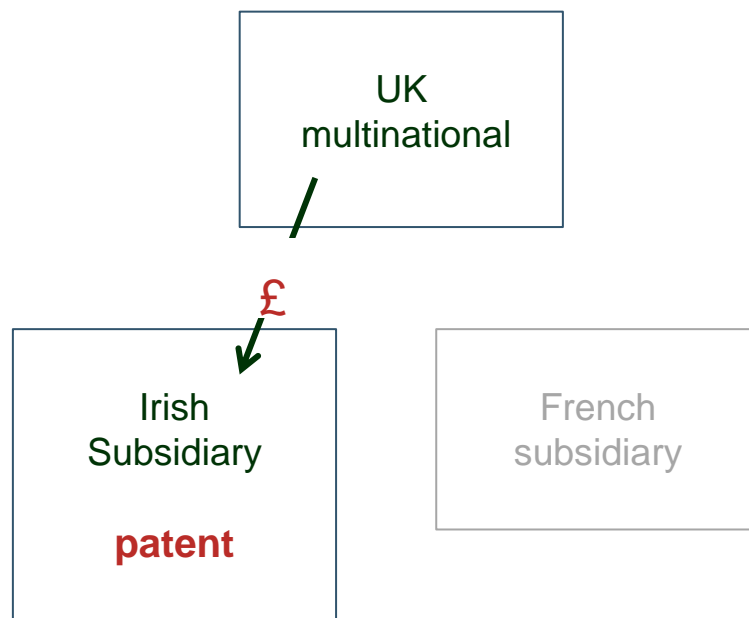 UK
multinational
£
Irish
Subsidiary
patent
French
subsidiary